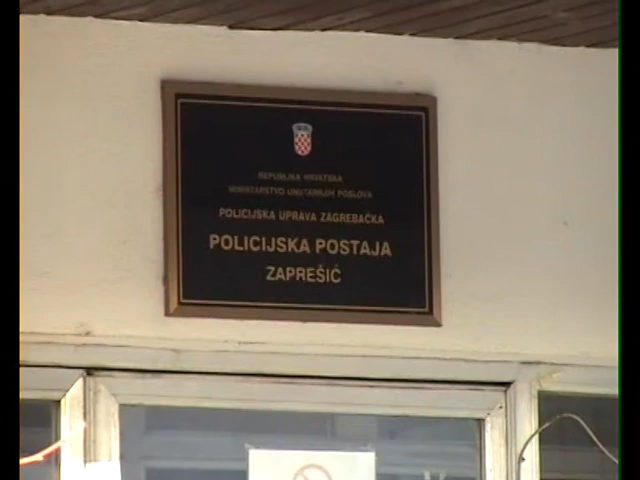 REPUBLIKA HRVATSKA
MINISTARSTVO UNUTARNJIH POSLOVA
POLICIJSKA UPRAVA ZAGREBAČKA
POLICIJSKA POSTAJA
ZAPREŠIĆ